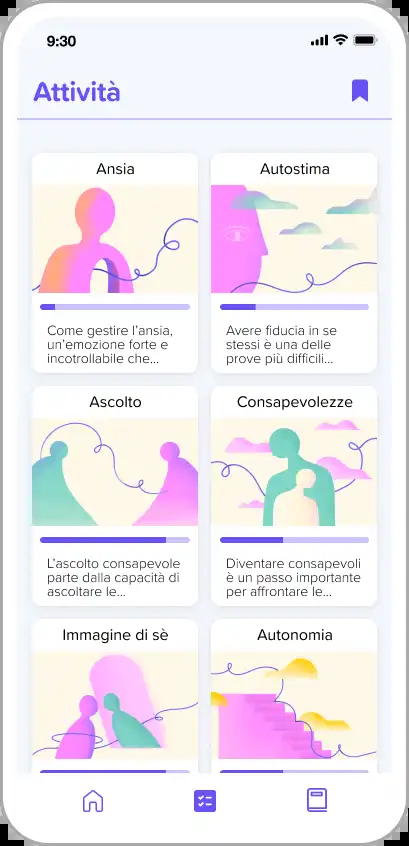 9:30
Attività
Ansia
Autostima
Come gestire l'ansia,
un'emozione forte e
incotrollabile che...
Avere fiducia in se
stessi è una delle
prove più difficili...
Ascolto
Consapevolezze
L'ascolto consapevole
parte dalla capacità di
ascoltare le...
Diventare consapevoli
è un passo importante
per affrontare le...
Immagine di sè
Autonomia